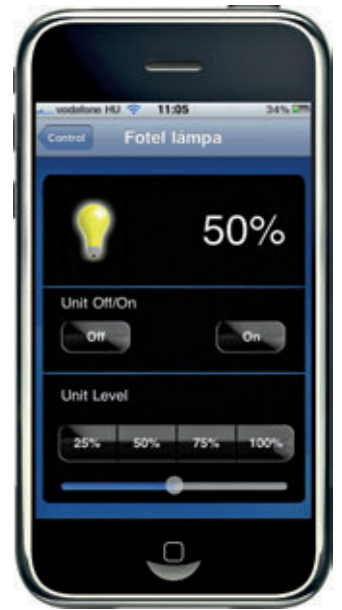 vodafone HU 11:05 34%
Control Fotel lámpa
50%
Unit Off/On
Off On
Unit Level
25% 50% 75% 100%